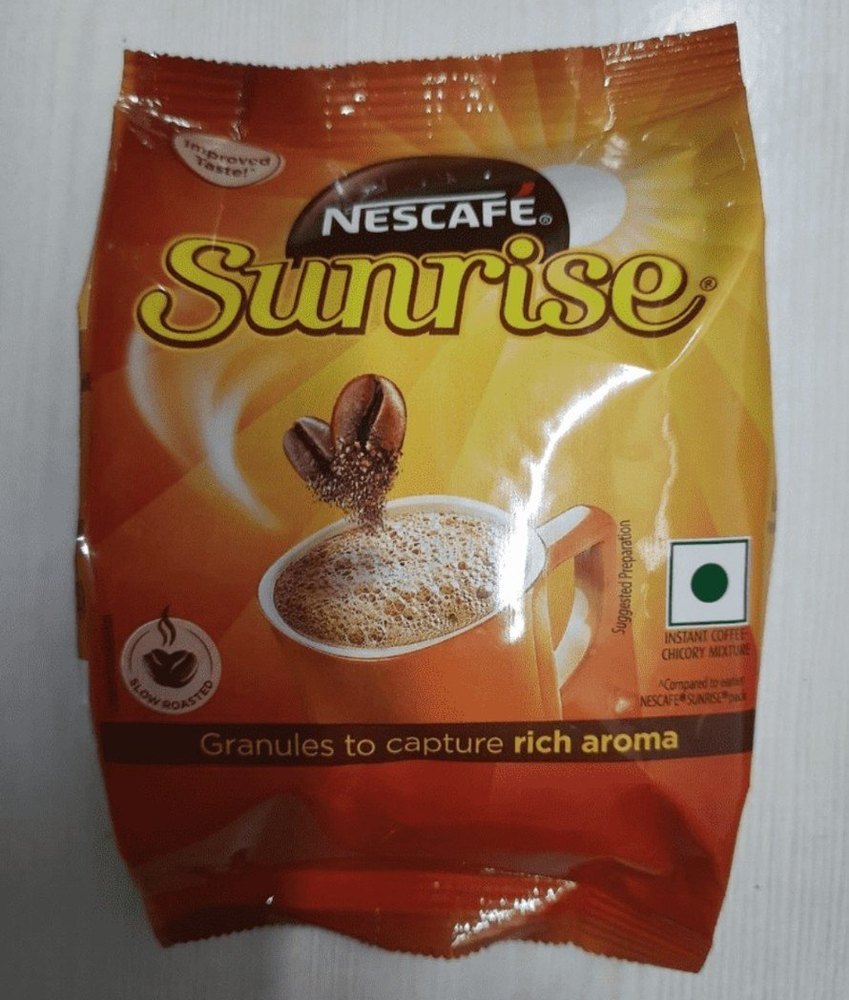 Improved
Taste!^
NESCAFÉ®
Sunrise®
Suggested Preparation
INSTANT COFFEE-
CHICORY MIXTURE
^Compared to earlier
NESCAFÉ® SUNRISE® pack
SLOW ROASTED
Granules to capture rich aroma